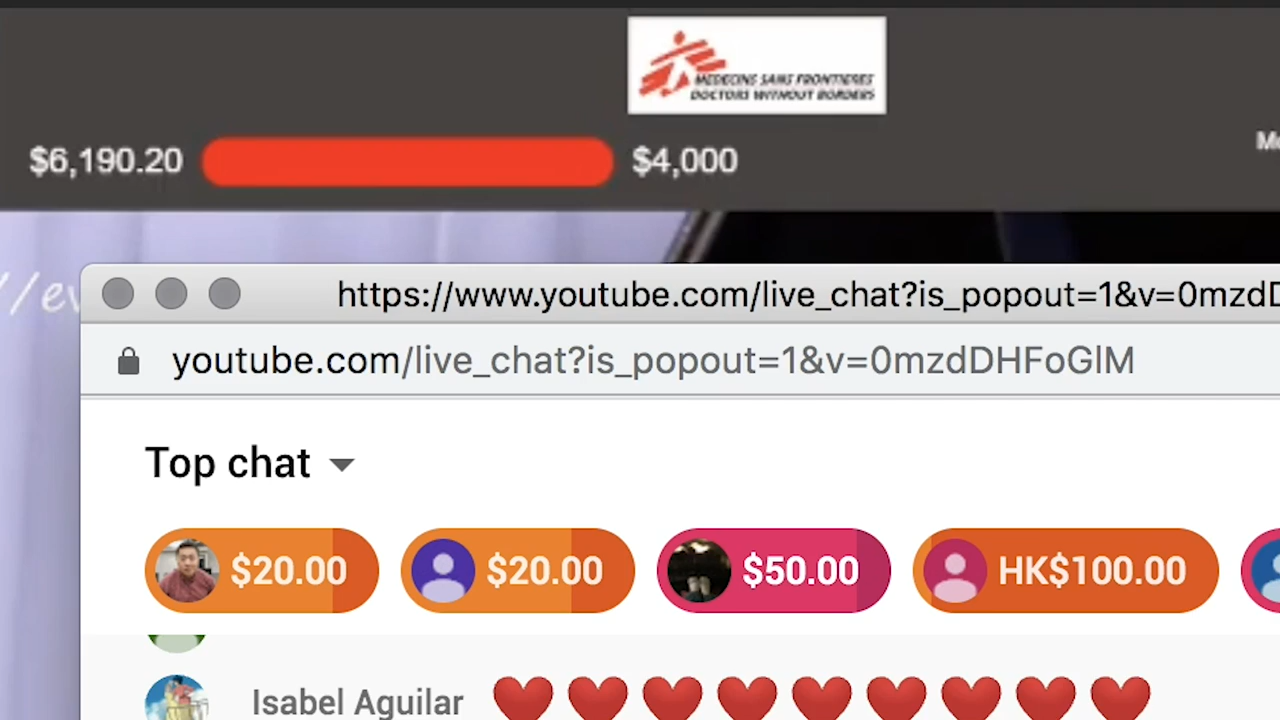 MEDECINS SANS FRONTIERES
DOCTORS WITHOUT BORDERS
$6,190.20 $4,000
https://www.youtube.com/live_chat?is_popout=1&v=0mzdD
youtube.com/live_chat?is_popout=1&v=0mzdDHFoGlM
Top chat
$20.00 $20.00 $50.00 HK$100.00
Isabel Aguilar ❤️❤️❤️❤️❤️❤️❤️❤️❤️